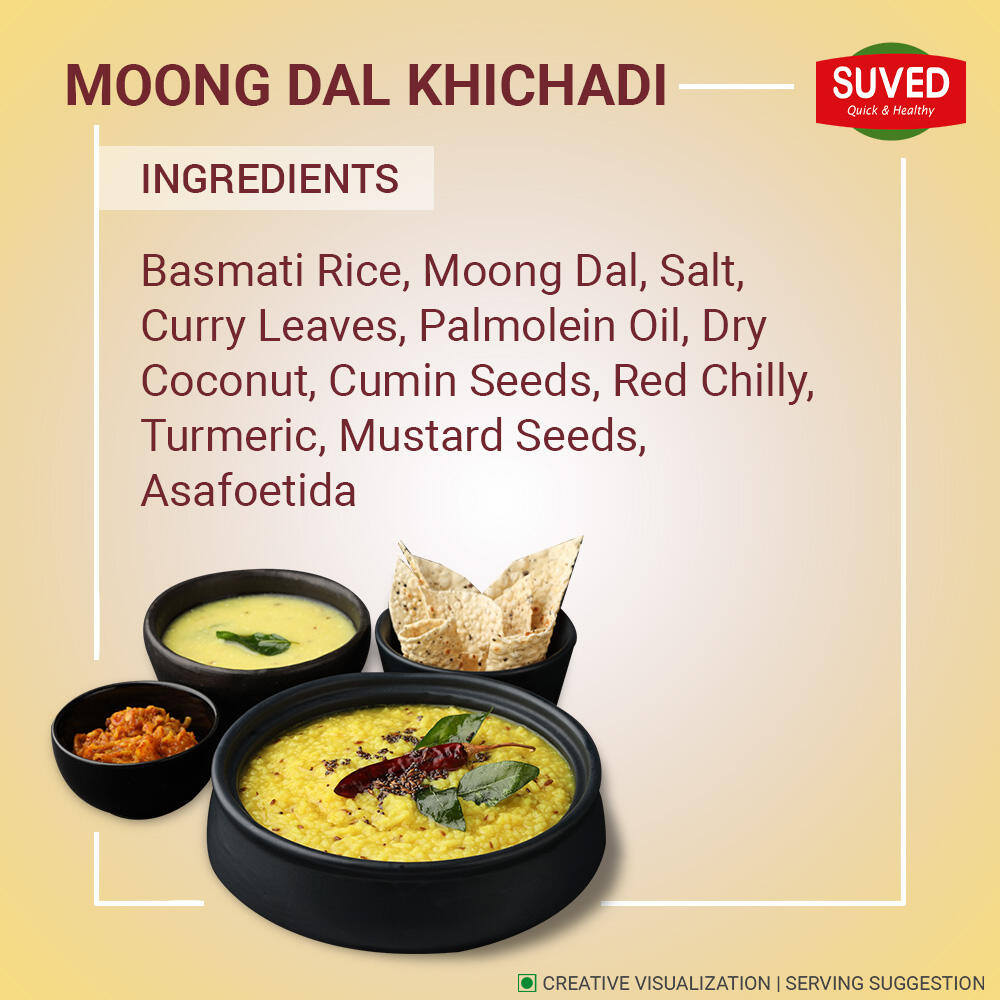 MOONG DAL KHICHADI
SUVED
Quick & Healthy
INGREDIENTS
Basmati Rice, Moong Dal, Salt,
Curry Leaves, Palmolein Oil, Dry
Coconut, Cumin Seeds, Red Chilly,
Turmeric, Mustard Seeds,
Asafoetida
CREATIVE VISUALIZATION | SERVING SUGGESTION